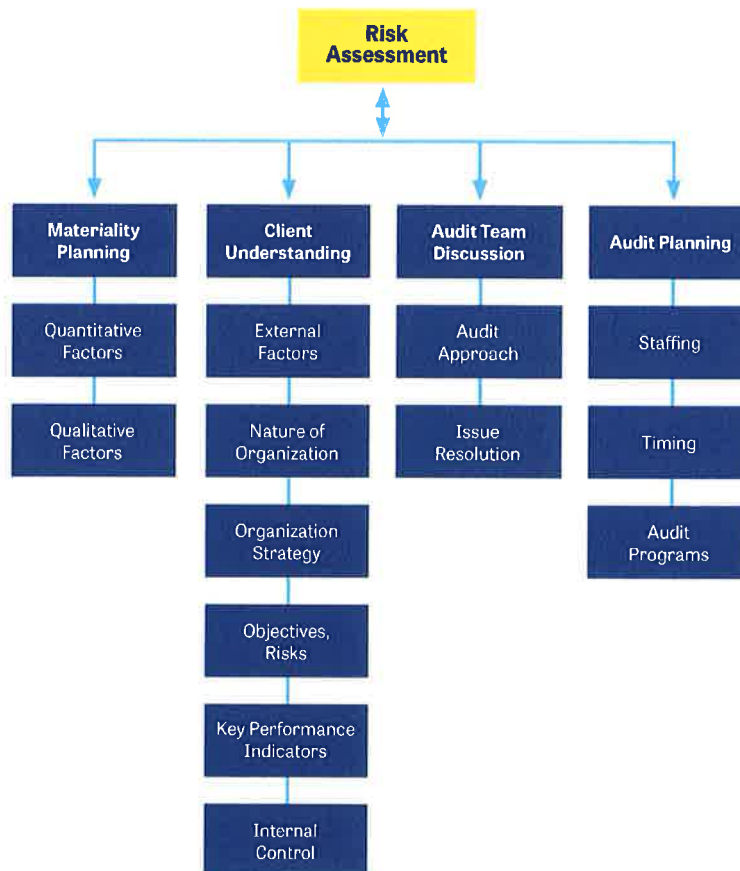 Risk
Assessment
Materiality
Planning
Quantitative
Factors
Qualitative
Factors
Client
Understanding
External
Factors
Nature of
Organization
Organization
Strategy
Objectives,
Risks
Key Performance
Indicators
Internal
Control
Audit Team
Discussion
Audit
Approach
Issue
Resolution
Audit Planning
Staffing
Timing
Audit
Programs